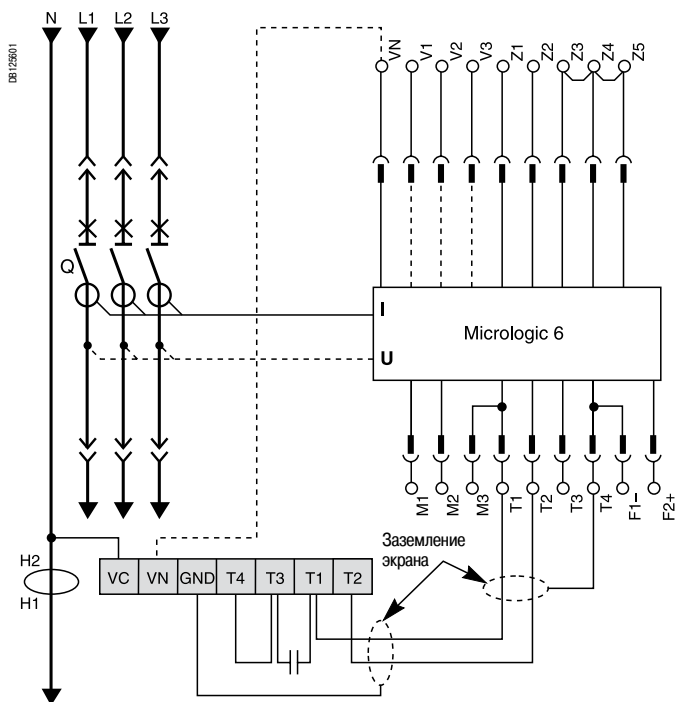 N L1 L2 L3
DB125601
VN V1 V2 V3 Z1 Z2 Z3 Z4 Z5
Q
I
Micrologic 6
U
M1 M2 M3 T1 T2 T3 T4 F1- F2+
Заземление
экрана
H2
H1
VC VN GND T4 T3 T1 T2